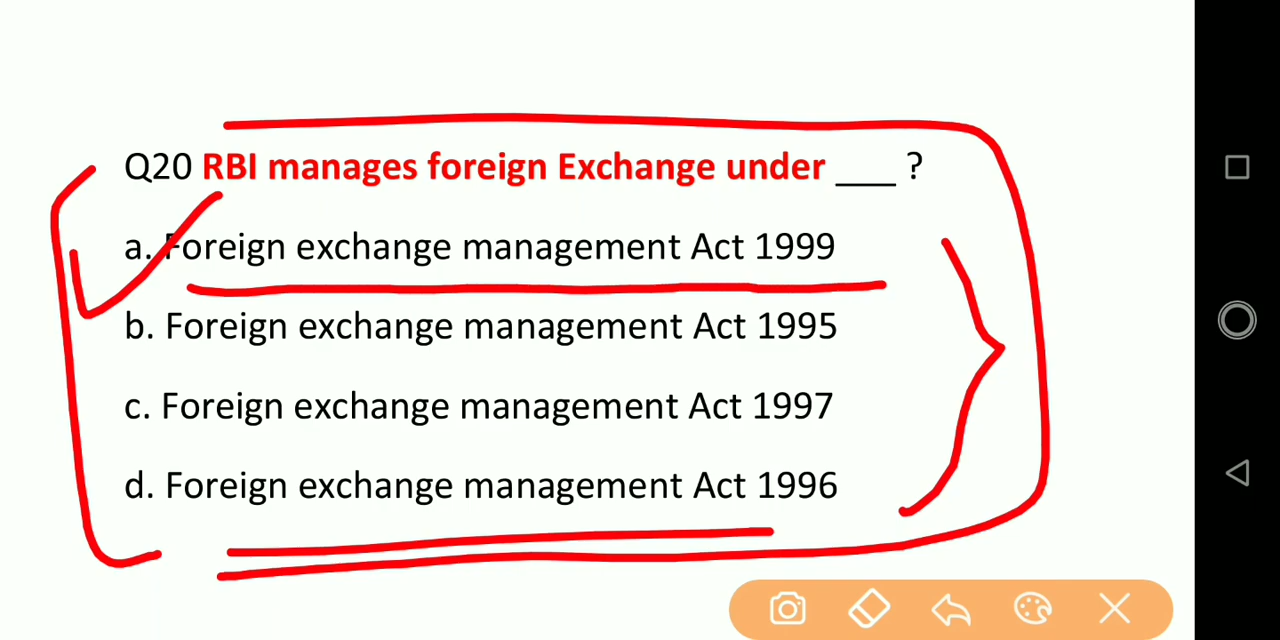 Q20 RBI manages foreign Exchange under ___ ?
a. Foreign exchange management Act 1999
b. Foreign exchange management Act 1995
c. Foreign exchange management Act 1997
d. Foreign exchange management Act 1996